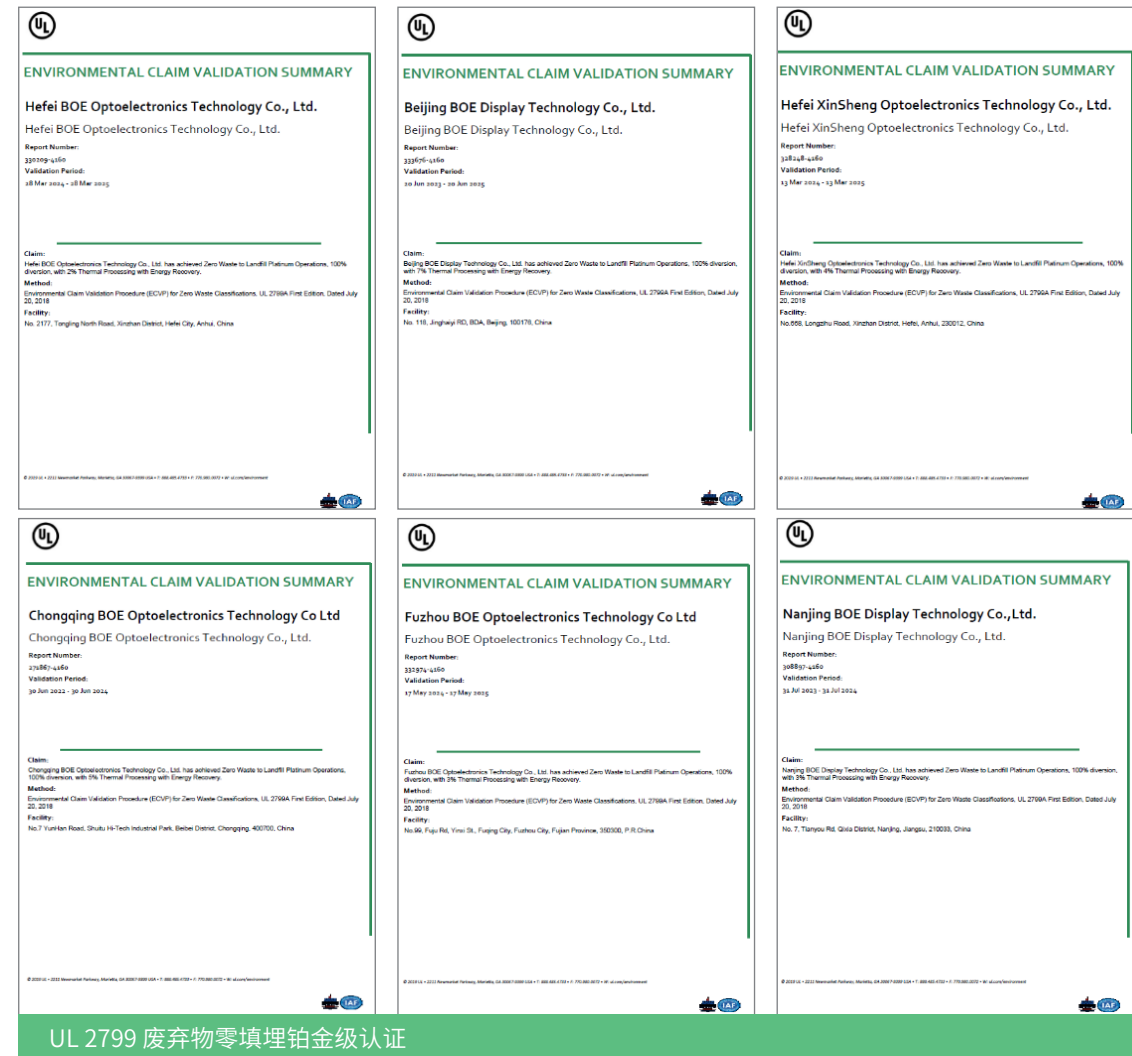 UL
ENVIRONMENTAL CLAIM VALIDATION SUMMARY
Hefei BOE Optoelectronics Technology Co., Ltd.
Hefei BOE Optoelectronics Technology Co., Ltd.
Report Number:
330209-4160
Validation Period:
28 Mar 2024 - 28 Mar 2025
Claim:
Hefei BOE Optoelectronics Technology Co., Ltd. has achieved Zero Waste to Landfill Platinum Operations, 100%
diversion, with 2% Thermal Processing with Energy Recovery.
Method:
Environmental Claim Validation Procedure (ECVP) for Zero Waste Classifications, UL 2799A First Edition, Dated July
20, 2018
Facility:
No. 2177, Tongling North Road, Xinzhan District, Hefei City, Anhui, China
IAF
UL
ENVIRONMENTAL CLAIM VALIDATION SUMMARY
Beijing BOE Display Technology Co., Ltd.
Beijing BOE Display Technology Co., Ltd.
Report Number:
333676-4160
Validation Period:
20 Jun 2023 - 20 Jun 2025
Claim:
Beijing BOE Display Technology Co., Ltd. has achieved Zero Waste to Landfill Platinum Operations, 100% diversion,
with 7% Thermal Processing with Energy Recovery.
Method:
Environmental Claim Validation Procedure (ECVP) for Zero Waste Classifications, UL 2799A First Edition, Dated July
20, 2018
Facility:
No. 118, Jinghaiyi RD, BDA, Beijing, 100176, China
IAF
UL
ENVIRONMENTAL CLAIM VALIDATION SUMMARY
Hefei XinSheng Optoelectronics Technology Co., Ltd.
Hefei XinSheng Optoelectronics Technology Co., Ltd.
Report Number:
328248-4160
Validation Period:
13 Mar 2024 - 13 Mar 2025
Claim:
Hefei XinSheng Optoelectronics Technology Co., Ltd. has achieved Zero Waste to Landfill Platinum Operations, 100%
diversion, with 4% Thermal Processing with Energy Recovery.
Method:
Environmental Claim Validation Procedure (ECVP) for Zero Waste Classifications, UL 2799A First Edition, Dated July
20, 2018
Facility:
No.668, Longzihu Road, Xinzhan District, Hefei, Anhui, 230012, China
IAF
UL
ENVIRONMENTAL CLAIM VALIDATION SUMMARY
Chongqing BOE Optoelectronics Technology Co Ltd
Chongqing BOE Optoelectronics Technology Co., Ltd.
Report Number:
271867-4160
Validation Period:
30 Jun 2022 - 30 Jun 2024
Claim:
Chongqing BOE Optoelectronics Technology Co., Ltd. has achieved Zero Waste to Landfill Platinum Operations,
100% diversion, with 5% Thermal Processing with Energy Recovery.
Method:
Environmental Claim Validation Procedure (ECVP) for Zero Waste Classifications, UL 2799A First Edition, Dated July
20, 2018
Facility:
No.7 YunHan Road, Shuitu Hi-Tech Industrial Park, Beibei District, Chongqing, 400700, China
IAF
UL
ENVIRONMENTAL CLAIM VALIDATION SUMMARY
Fuzhou BOE Optoelectronics Technology Co Ltd
Fuzhou BOE Optoelectronics Technology Co., Ltd.
Report Number:
332974-4160
Validation Period:
17 May 2024 - 17 May 2025
Claim:
Fuzhou BOE Optoelectronics Technology Co., Ltd. has achieved Zero Waste to Landfill Platinum Operations, 100%
diversion, with 3% Thermal Processing with Energy Recovery.
Method:
Environmental Claim Validation Procedure (ECVP) for Zero Waste Classifications, UL 2799A First Edition, Dated July
20, 2018
Facility:
No.99, Fuju Rd, Yinxi St., Fuqing City, Fuzhou City, Fujian Province, 350300, P.R.China
IAF
UL
ENVIRONMENTAL CLAIM VALIDATION SUMMARY
Nanjing BOE Display Technology Co.,Ltd.
Nanjing BOE Display Technology Co., Ltd.
Report Number:
308897-4160
Validation Period:
31 Jul 2023 - 31 Jul 2024
Claim:
Nanjing BOE Display Technology Co., Ltd. has achieved Zero Waste to Landfill Platinum Operations, 100% diversion,
with 3% Thermal Processing with Energy Recovery.
Method:
Environmental Claim Validation Procedure (ECVP) for Zero Waste Classifications, UL 2799A First Edition, Dated July
20, 2018
Facility:
No. 7, Tianyou Rd, Qixia District, Nanjing, Jiangsu, 210033, China
IAF
UL 2799 废弃物零填埋铂金级认证